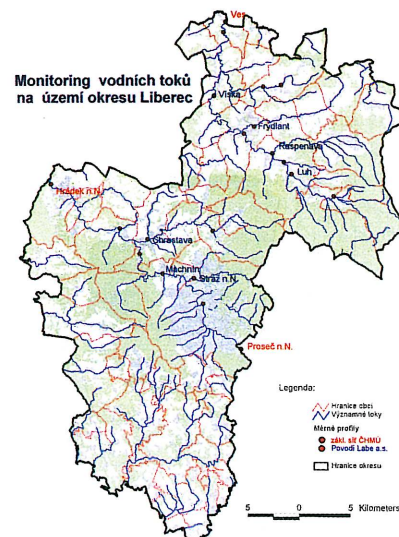 Ves
Monitoring vodních toků
na území okresu Liberec
Víska
Frýdlant
Raspenava
Luh
Hrádek n.N.
Chrastava
Machnín
Stráž n.N.
Proseč n.N.
Legenda:
Hranice obcí
Významné toky
Měrné profily
zákl. síť ČHMÚ
Povodí Labe a.s.
Hranice okresu
5 0 5 Kilometers